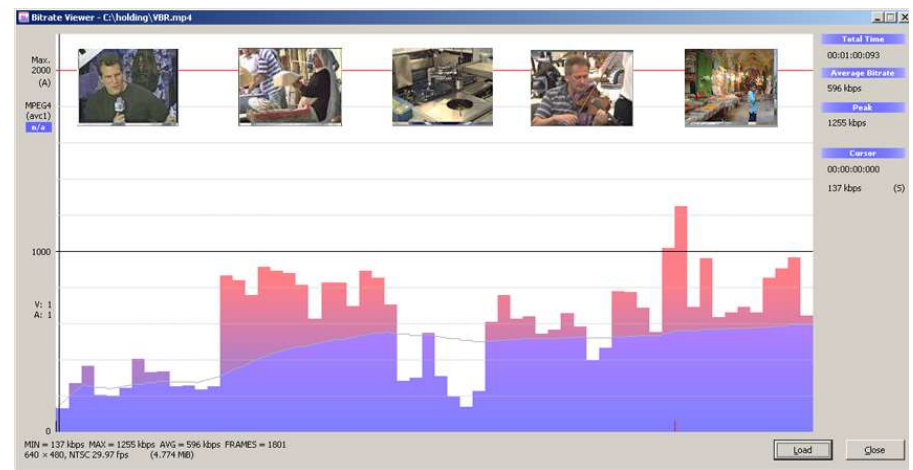 Bitrate Viewer - C:\holding\VBR.mp4
Max.
2000
(A)
MPEG4
(avc1)
n/a
1000
V: 1
A: 1
0
Total Time
00:01:00:093
Average Bitrate
596 kbps
Peak
1255 kbps
Cursor
00:00:00:000
137 kbps (S)
MIN = 137 kbps MAX = 1255 kbps AVG = 596 kbps FRAMES = 1801
640 × 480, NTSC 29.97 fps (4.774 MiB)
Load
Close